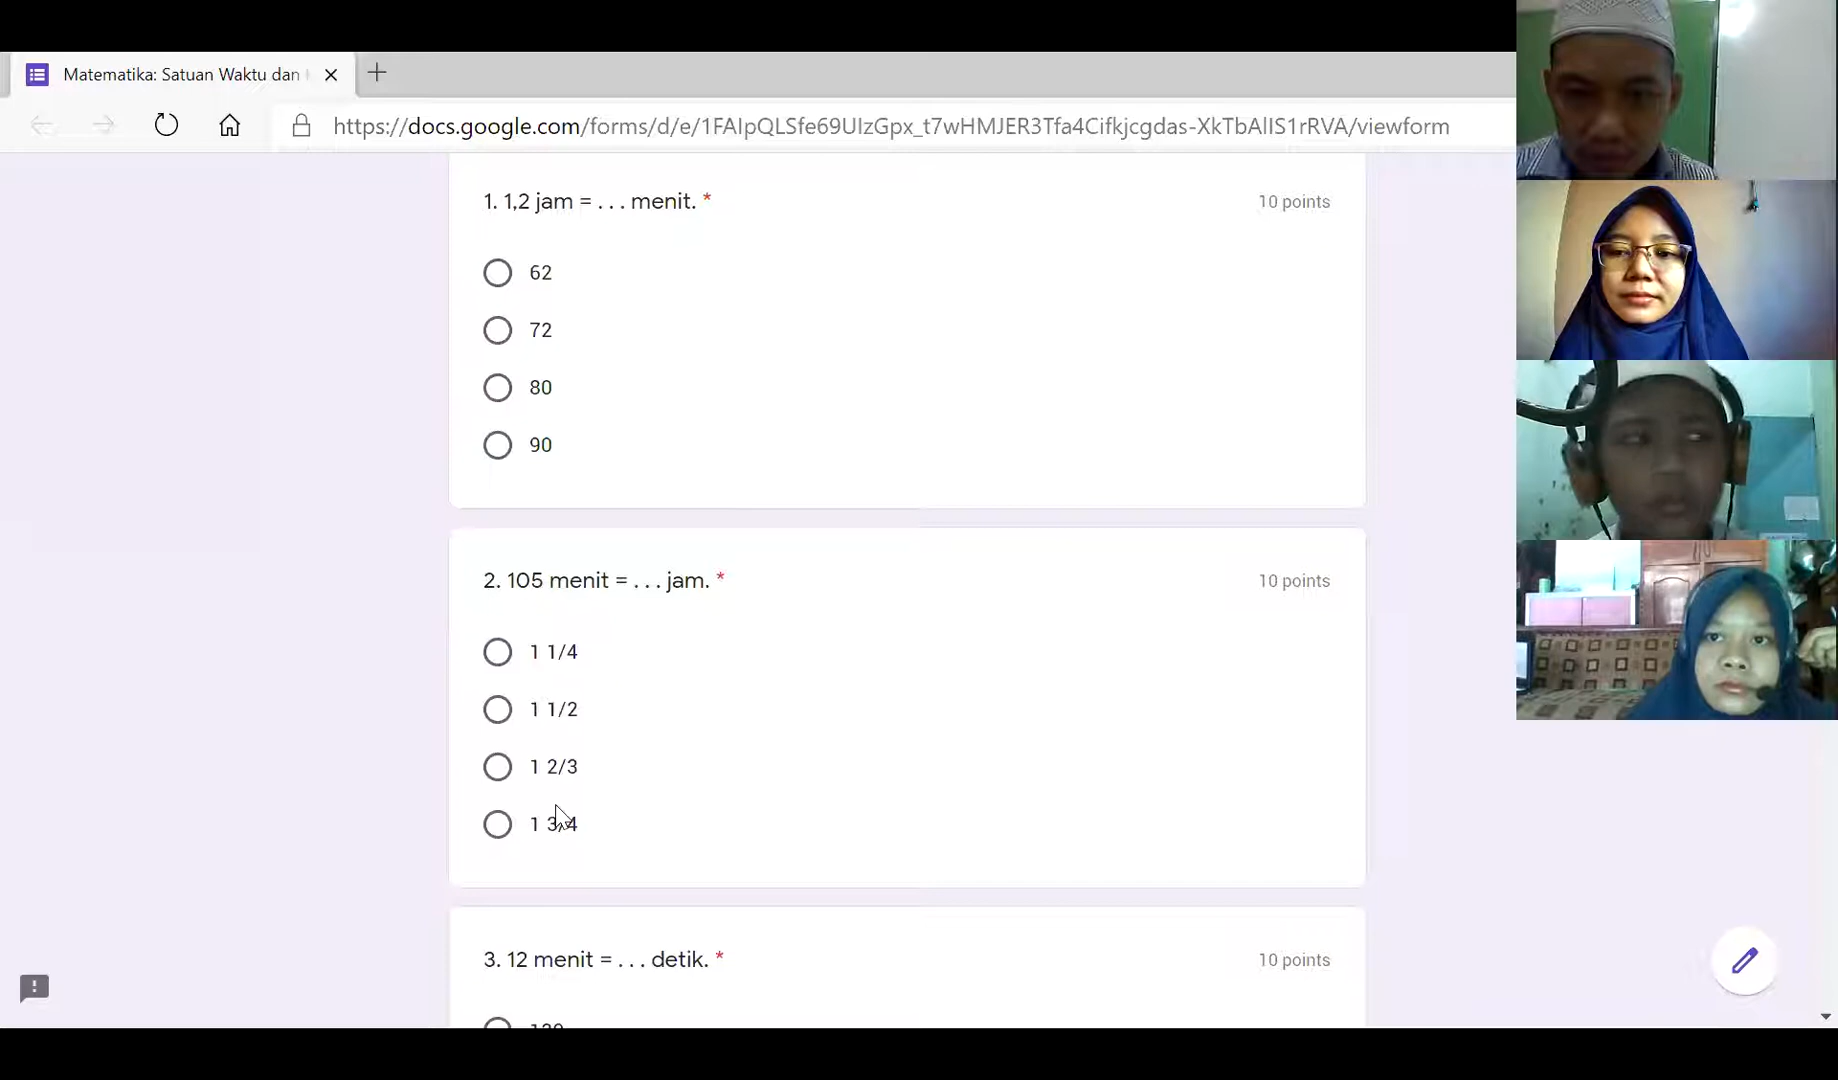 Matematika: Satuan Waktu dan
https://docs.google.com/forms/d/e/1FAIpQLSfe69UIzGpx_t7wHMJER3Tfa4Cifkjcgdas-XkTbAlIS1rRVA/viewform
1. 1,2 jam = . . . menit. * 10 points
62
72
80
90
2. 105 menit = . . . jam. * 10 points
1 1/4
1 1/2
1 2/3
1 3/4
3. 12 menit = . . . detik. * 10 points